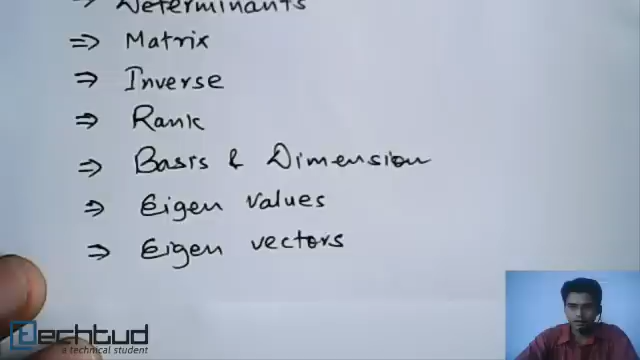 ⇒ Determinants
⇒ Matrix
⇒ Inverse
⇒ Rank
⇒ Basis & Dimension
⇒ Eigen values
⇒ Eigen vectors
techtud
a technical student